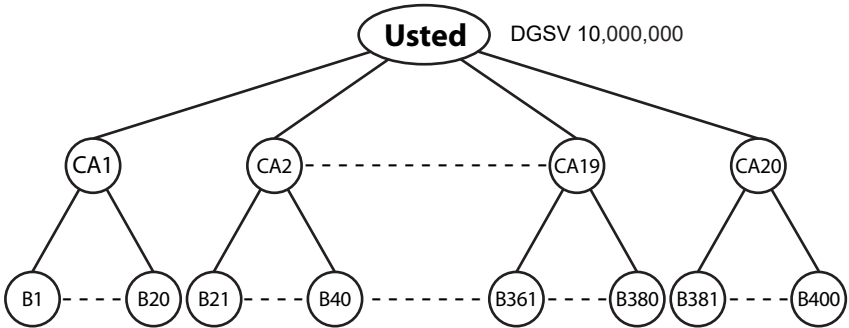 Usted DGSV 10,000,000
CA1 CA2 CA19 CA20
B1 B20 B21 B40 B361 B380 B381 B400